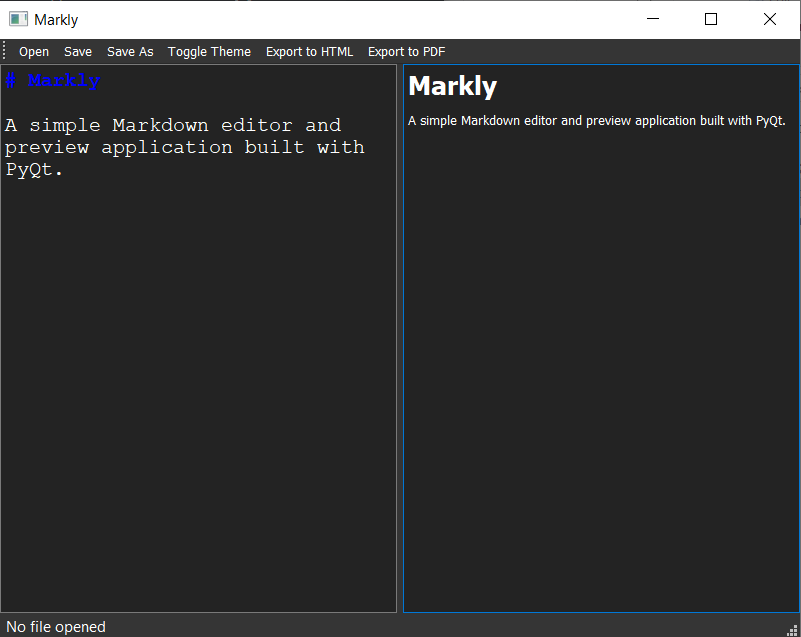 Markly
Open Save Save As Toggle Theme Export to HTML Export to PDF
# Markly
A simple Markdown editor and
preview application built with
PyQt.
Markly
A simple Markdown editor and preview application built with PyQt.
No file opened